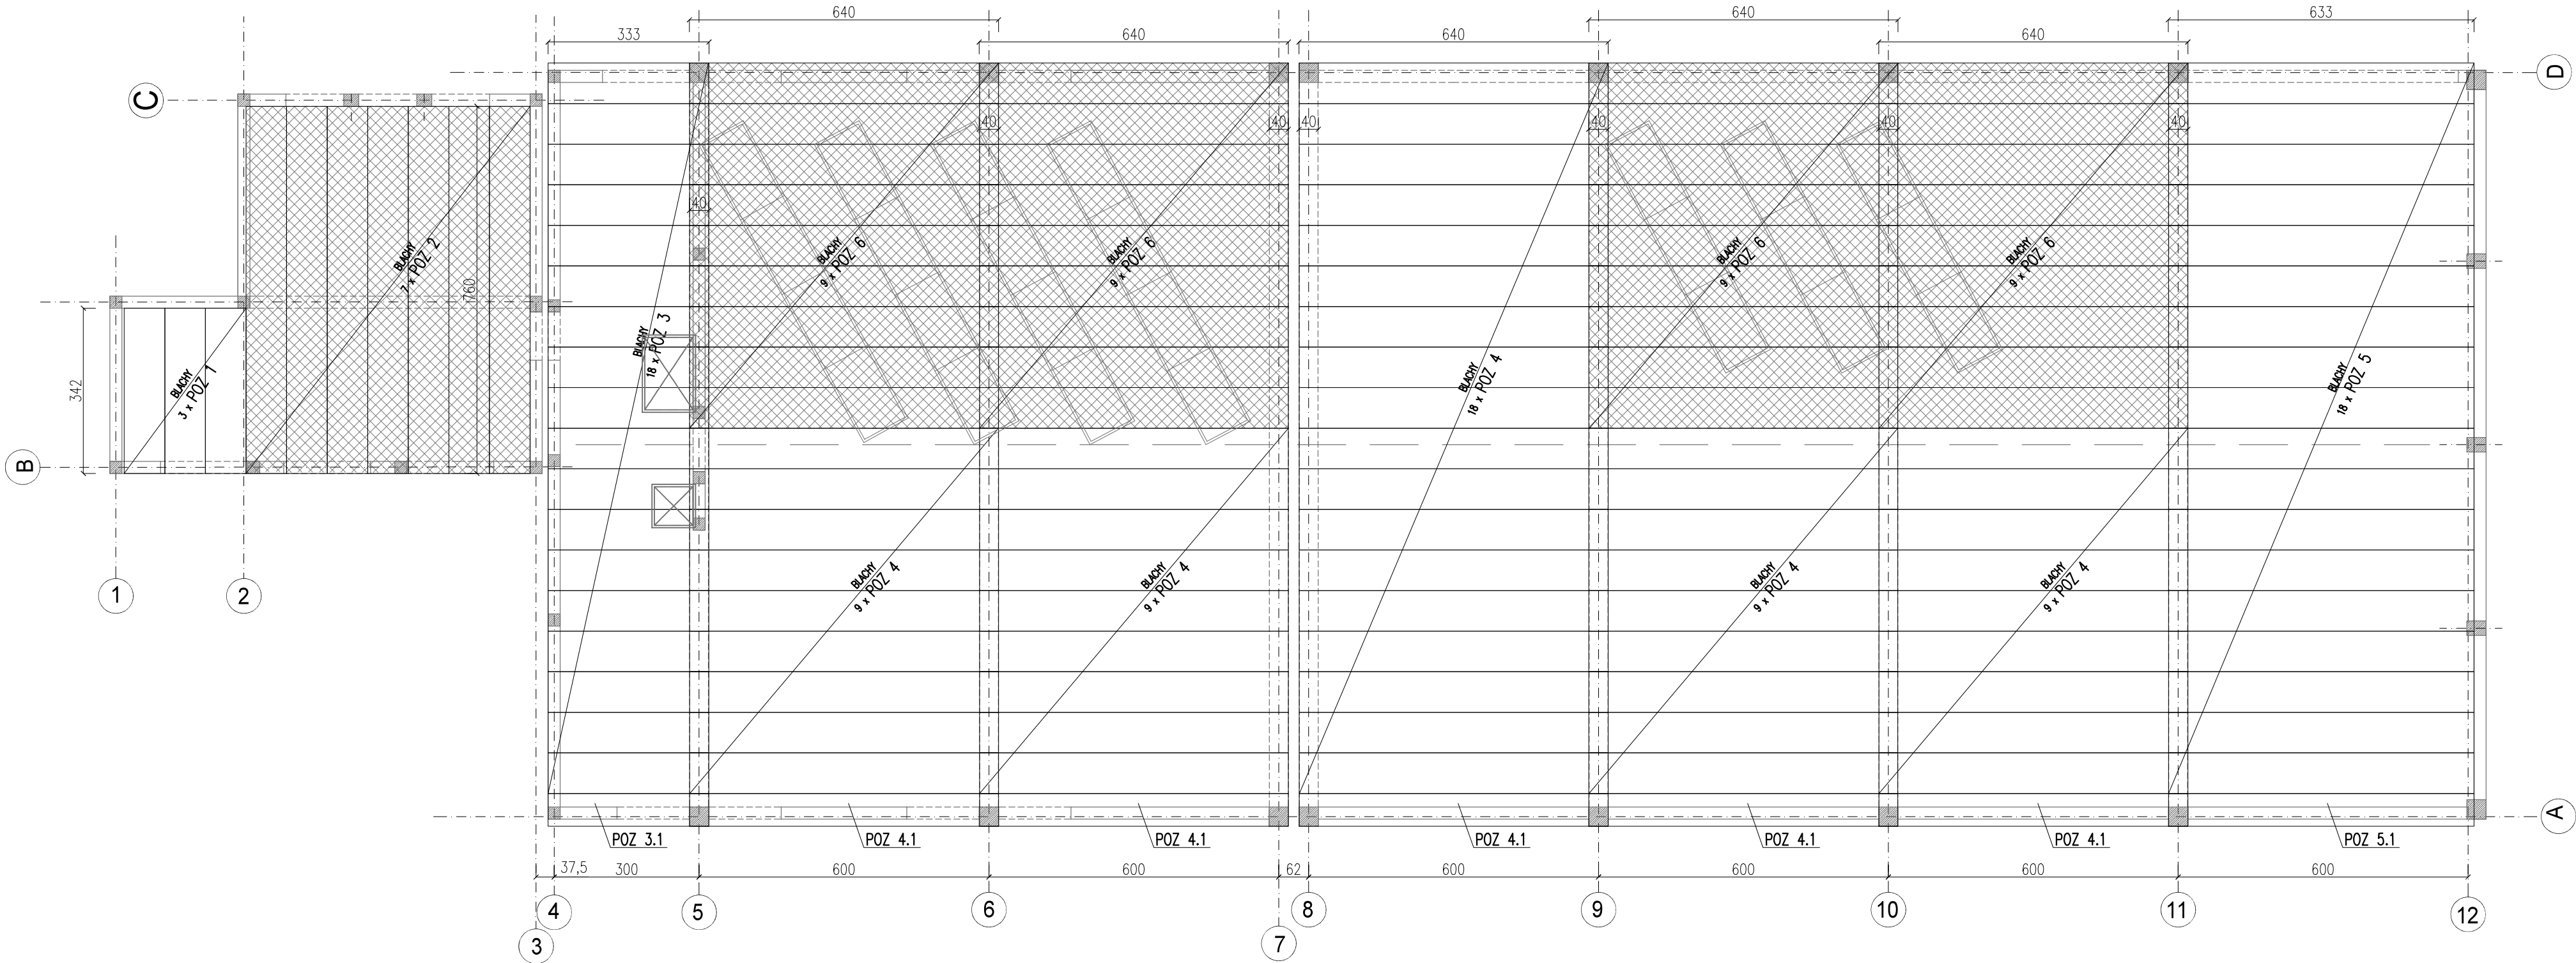 640
640
633
333
640
640
640
C
D
40
40
40
40
40
40
40
BLACHY
7 x POZ 2
760
BLACHY
9 x POZ 6
BLACHY
9 x POZ 6
BLACHY
9 x POZ 6
BLACHY
9 x POZ 6
BLACHY
18 x POZ 3
BLACHY
3 x POZ 1
342
BLACHY
18 x POZ 4
BLACHY
18 x POZ 5
B
BLACHY
9 x POZ 4
BLACHY
9 x POZ 4
BLACHY
9 x POZ 4
BLACHY
9 x POZ 4
1
2
A
POZ 3.1
POZ 4.1
POZ 4.1
POZ 4.1
POZ 4.1
POZ 4.1
POZ 5.1
37,5
300
600
600
62
600
600
600
600
4
5
6
8
9
10
11
12
3
7